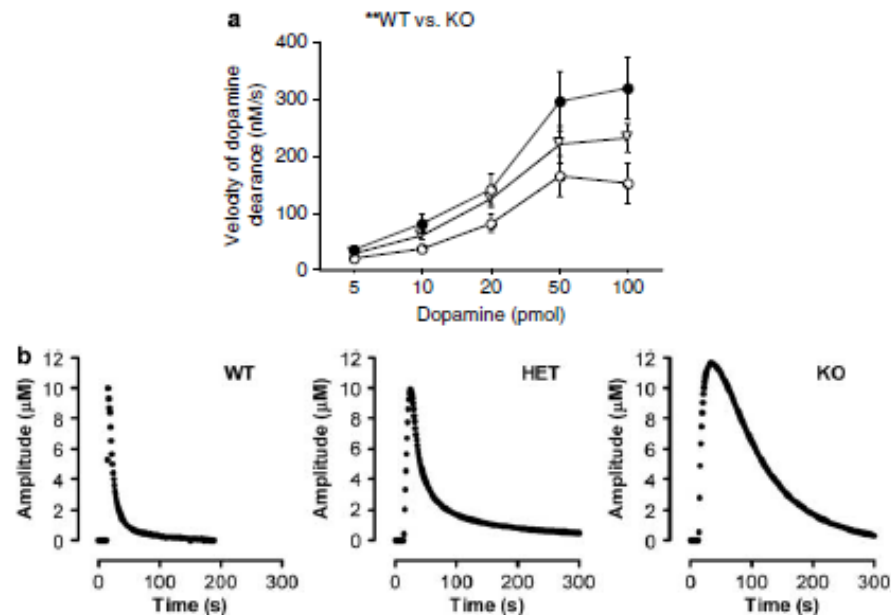 a
**WT vs. KO
400
300
200
100
0
Velocity of dopamine
clearance (nM/s)
5 10 20 50 100
Dopamine (pmol)
b
12
10
8
6
4
2
0
Amplitude (μM)
WT
0 100 200 300
Time (s)
12
10
8
6
4
2
0
Amplitude (μM)
HET
0 100 200 300
Time (s)
12
10
8
6
4
2
0
Amplitude (μM)
KO
0 100 200 300
Time (s)